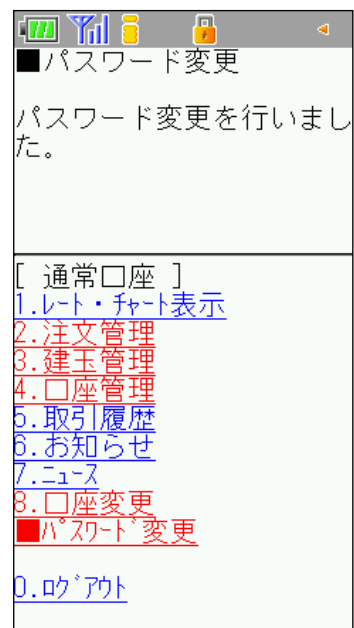 ■パスワード変更
パスワード変更を行いまし
た。
[ 通常口座 ]
1.ﾚｰﾄ・ﾁｬｰﾄ表示
2.注文管理
3.建玉管理
4.口座管理
5.取引履歴
6.お知らせ
7.ﾆｭｰｽ
8.口座変更
■ﾊﾟｽﾜｰﾄﾞ変更
0.ﾛｸﾞｱｳﾄ